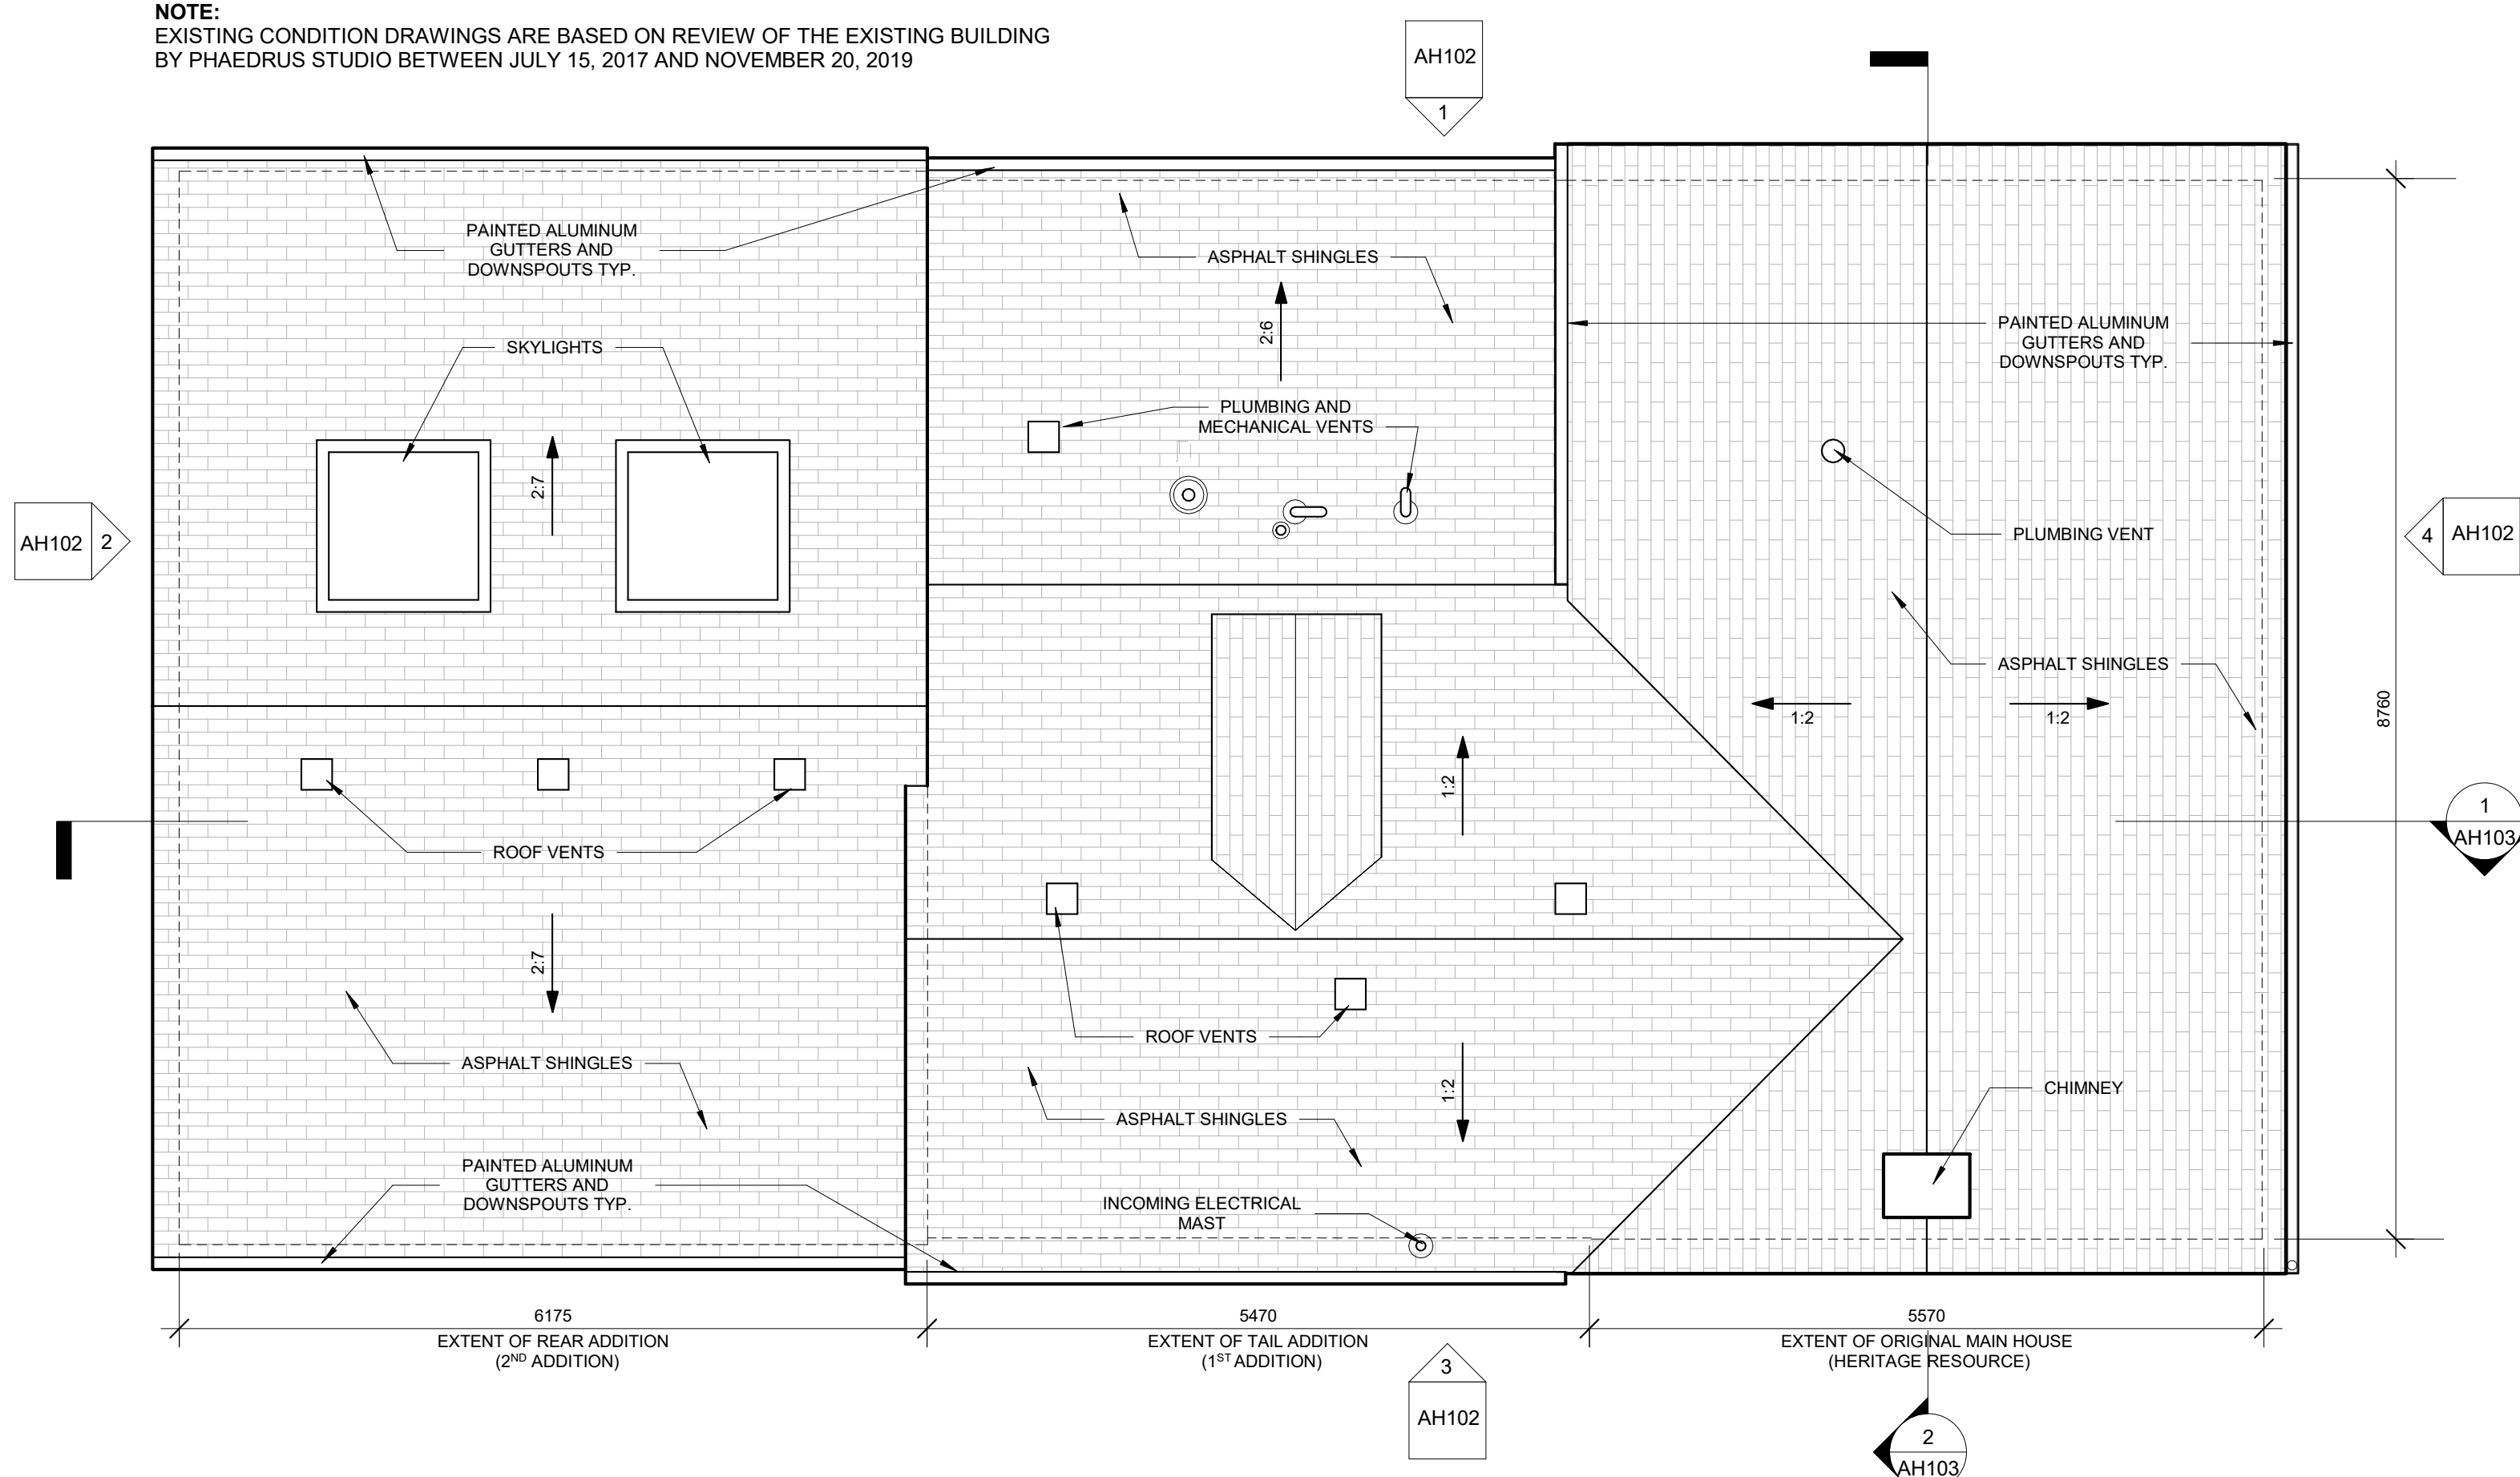 NOTE:
EXISTING CONDITION DRAWINGS ARE BASED ON REVIEW OF THE EXISTING BUILDING
BY PHAEDRUS STUDIO BETWEEN JULY 15, 2017 AND NOVEMBER 20, 2019
AH102
1
PAINTED ALUMINUM
GUTTERS AND
DOWNSPOUTS TYP.
ASPHALT SHINGLES
2:6
PAINTED ALUMINUM
GUTTERS AND
DOWNSPOUTS TYP.
SKYLIGHTS
PLUMBING AND
MECHANICAL VENTS
2:7
AH102
2
PLUMBING VENT
4
AH102
ASPHALT SHINGLES
1:2
1:2
8760
1:2
1
AH103
ROOF VENTS
2:7
ROOF VENTS
ASPHALT SHINGLES
1:2
CHIMNEY
ASPHALT SHINGLES
PAINTED ALUMINUM
GUTTERS AND
DOWNSPOUTS TYP.
INCOMING ELECTRICAL
MAST
6175
EXTENT OF REAR ADDITION
(2ND ADDITION)
5470
EXTENT OF TAIL ADDITION
(1ST ADDITION)
5570
EXTENT OF ORIGINAL MAIN HOUSE
(HERITAGE RESOURCE)
3
AH102
2
AH103